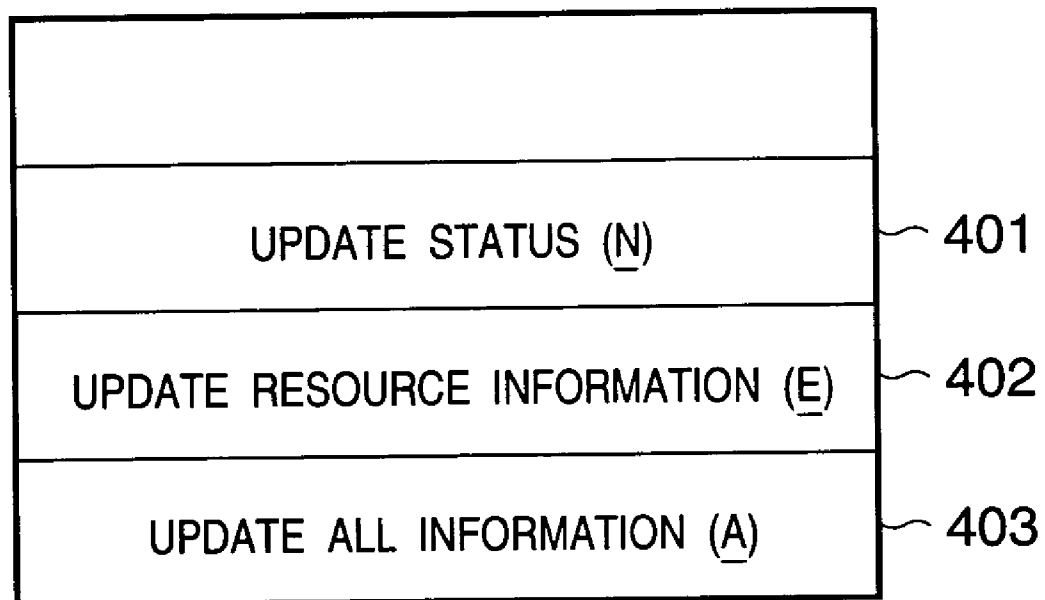 UPDATE STATUS (N) 401
UPDATE RESOURCE INFORMATION (E) 402
UPDATE ALL INFORMATION (A) 403